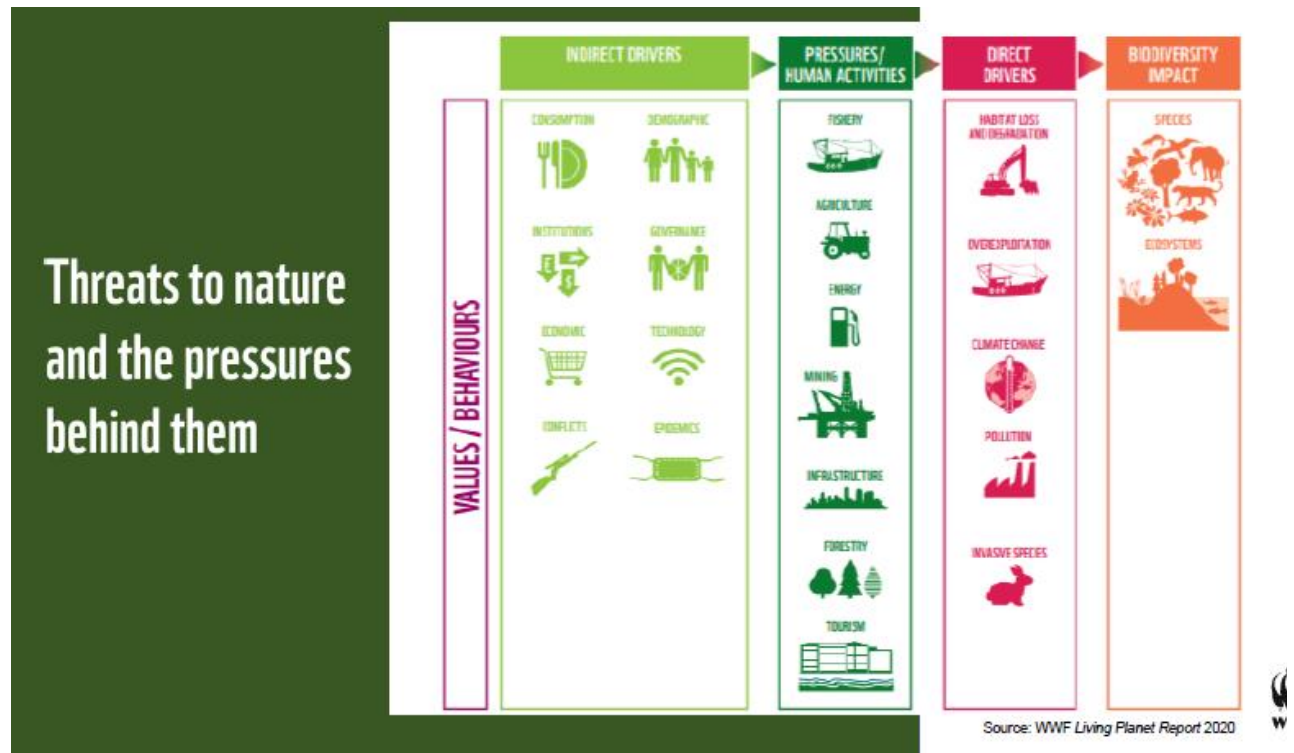 Threats to nature
and the pressures
behind them
VALUES / BEHAVIOURS
INDIRECT DRIVERS
CONSUMPTION
DEMOGRAPHIC
INSTITUTIONS
GOVERNANCE
£
$
ECONOMIC
TECHNOLOGY
CONFLICTS
EPIDEMICS
PRESSURES/
HUMAN ACTIVITIES
FISHERY
AGRICULTURE
ENERGY
MINING
INFRASTRUCTURE
FORESTRY
TOURISM
DIRECT
DRIVERS
HABITAT LOSS
AND DEGRADATION
OVEREXPLOITATION
CLIMATE CHANGE
POLLUTION
INVASIVE SPECIES
BIODIVERSITY
IMPACT
SPECIES
ECOSYSTEMS
Source: WWF Living Planet Report 2020
W